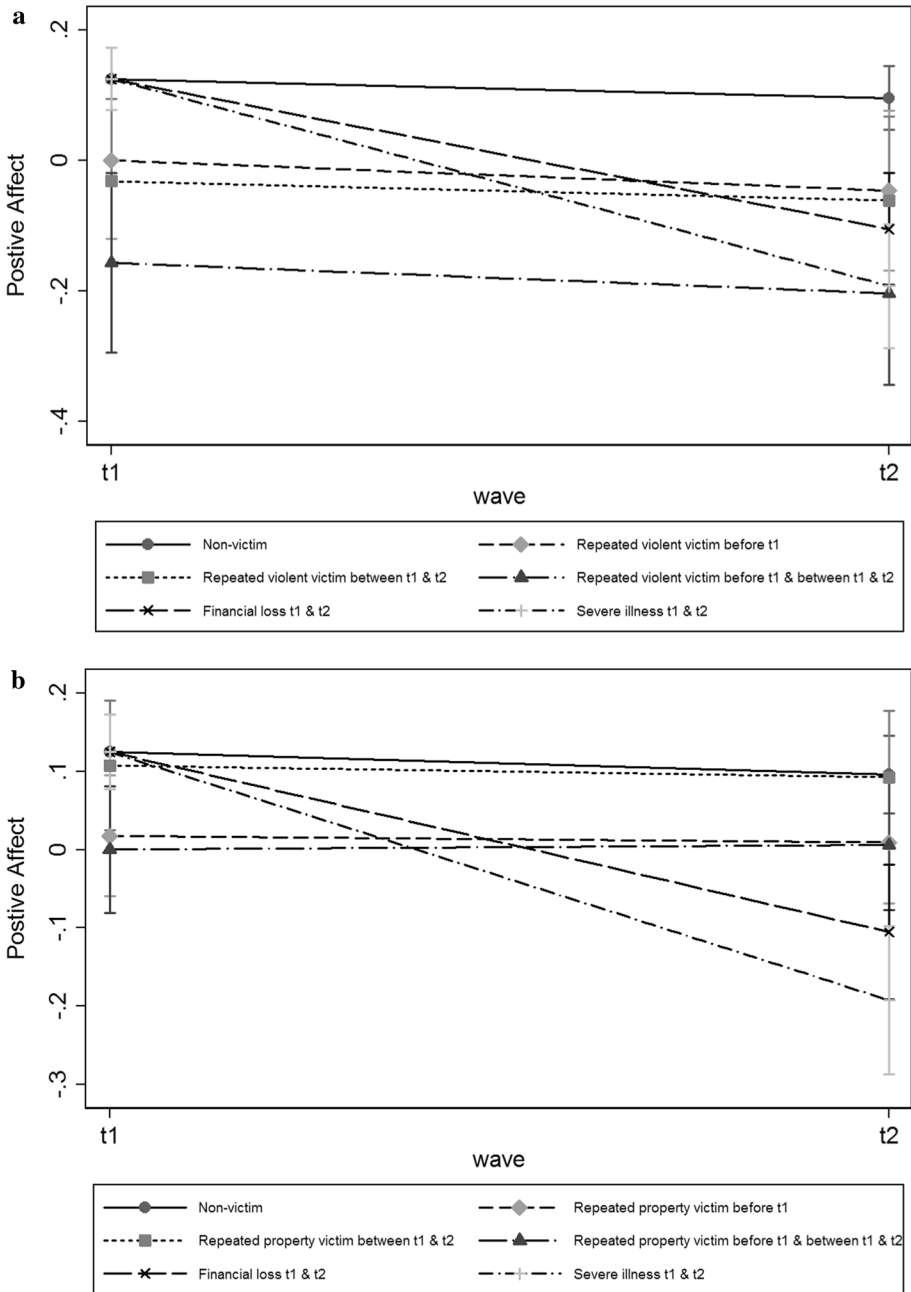 a
.2
0
-.2
-.4
Postive Affect
t1
t2
wave
Non-victim
Repeated violent victim before t1
Repeated violent victim between t1 & t2
Repeated violent victim before t1 & between t1 & t2
Financial loss t1 & t2
Severe illness t1 & t2
b
.2
.1
0
-.1
-.2
-.3
Postive Affect
t1
t2
wave
Non-victim
Repeated property victim before t1
Repeated property victim between t1 & t2
Repeated property victim before t1 & between t1 & t2
Financial loss t1 & t2
Severe illness t1 & t2